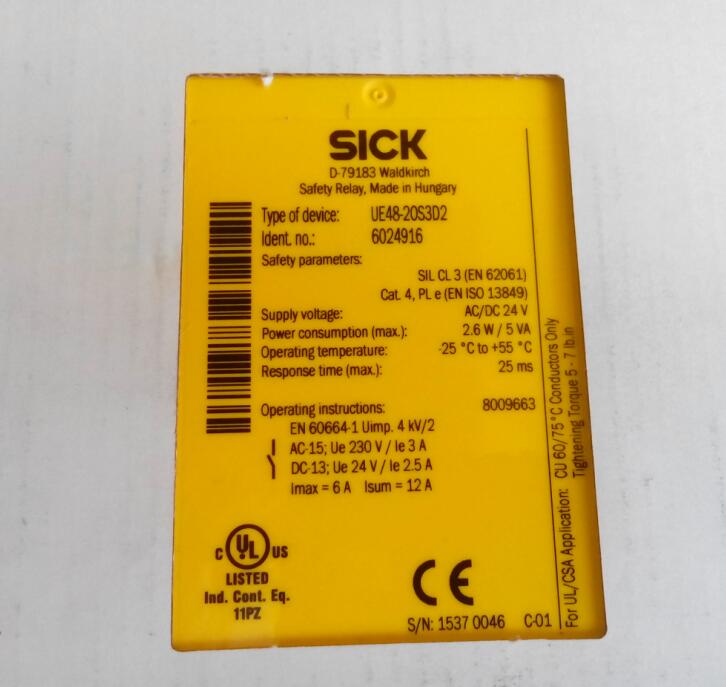 SICK
D-79183 Waldkirch
Safety Relay, Made in Hungary
Type of device: UE48-20S3D2
Ident. no.: 6024916
Safety parameters:
SIL CL 3 (EN 62061)
Cat. 4, PL e (EN ISO 13849)
Supply voltage: AC/DC 24 V
Power consumption (max.): 2.6 W / 5 VA
Operating temperature: -25 °C to +55 °C
Response time (max.): 25 ms
Operating instructions: 8009663
EN 60664-1 Uimp. 4 kV/2
AC-15; Ue 230 V / Ie 3 A
DC-13; Ue 24 V / Ie 2.5 A
Imax = 6 A Isum = 12 A
C UL US
LISTED
Ind. Cont. Eq.
11PZ
CE
S/N: 1537 0046 C-01
For UL/CSA Application: CU 60/75 °C Conductors Only
Tightening Torque 5 - 7 lb.in